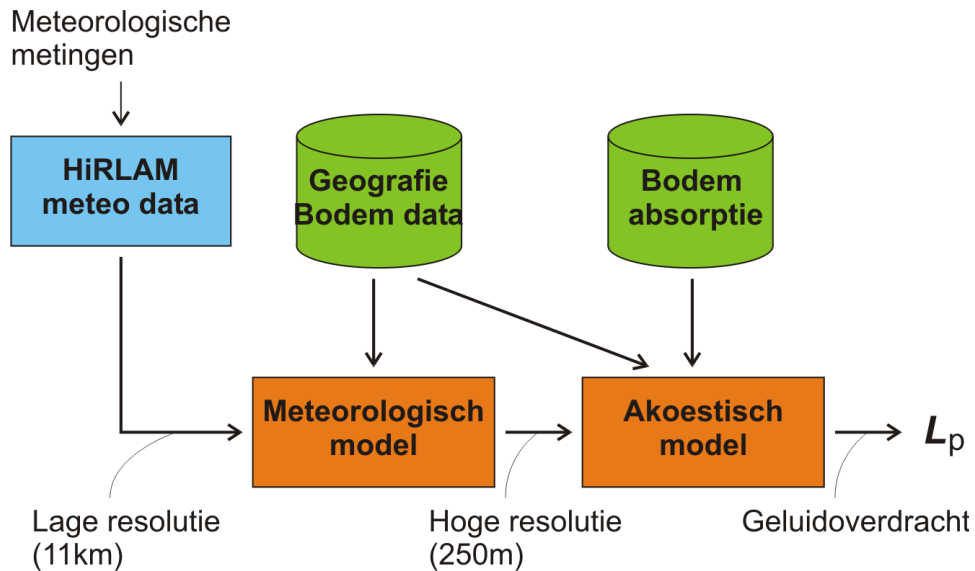 Meteorologische
metingen
HiRLAM
meteo data
Geografie
Bodem data
Bodem
absorptie
Meteorologisch
model
Akoestisch
model
Lp
Lage resolutie
(11km)
Hoge resolutie
(250m)
Geluidoverdracht